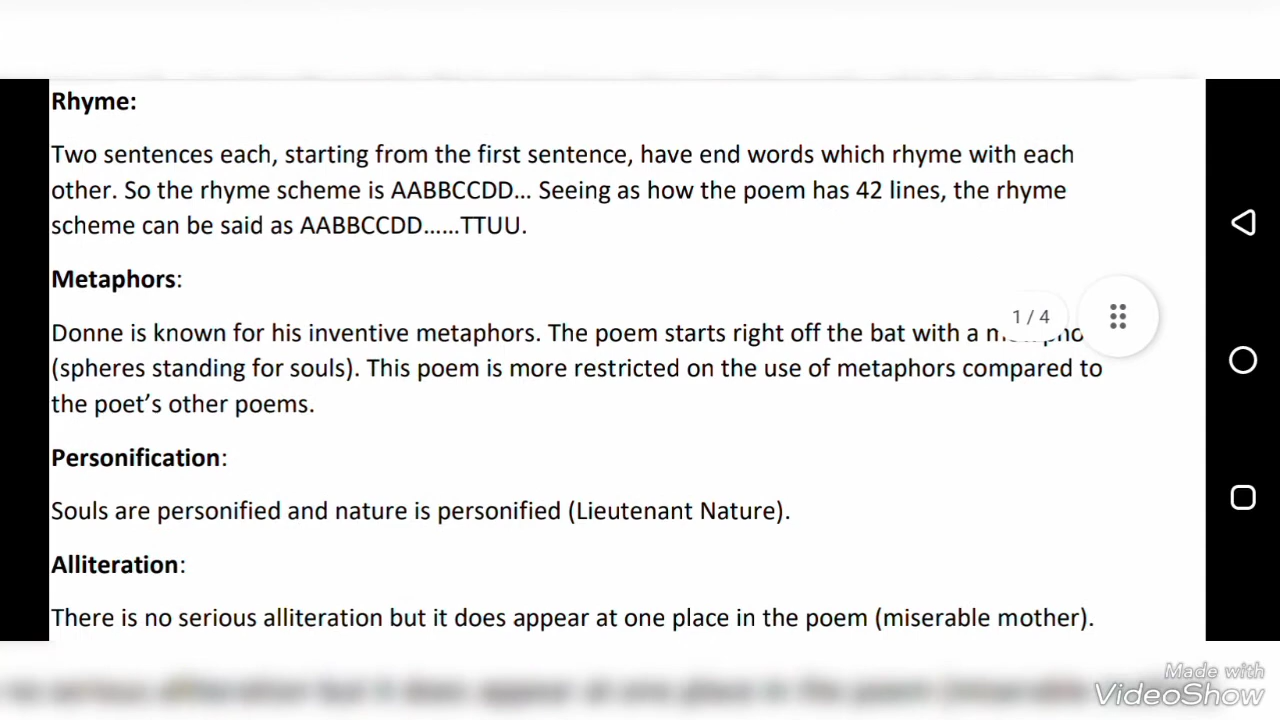 Rhyme:
Two sentences each, starting from the first sentence, have end words which rhyme with each
other. So the rhyme scheme is AABBCCDD... Seeing as how the poem has 42 lines, the rhyme
scheme can be said as AABBCCDD......TTUU.
Metaphors:
1 / 4
Donne is known for his inventive metaphors. The poem starts right off the bat with a
(spheres standing for souls). This poem is more restricted on the use of metaphors compared to
the poet's other poems.
Personification:
Souls are personified and nature is personified (Lieutenant Nature).
Alliteration:
There is no serious alliteration but it does appear at one place in the poem (miserable mother).
Made with
VideoShow